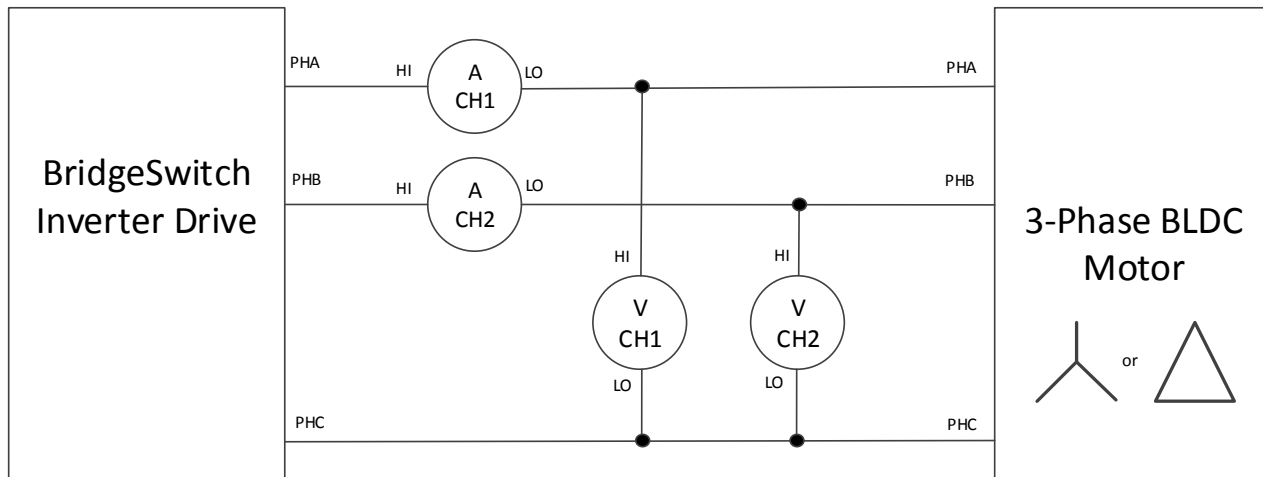 PHA
HI
A
CH1
LO
PHA
BridgeSwitch
Inverter Drive
PHB
HI
A
CH2
LO
PHB
3-Phase BLDC
Motor
HI
V
CH1
LO
HI
V
CH2
LO
or
PHC
PHC